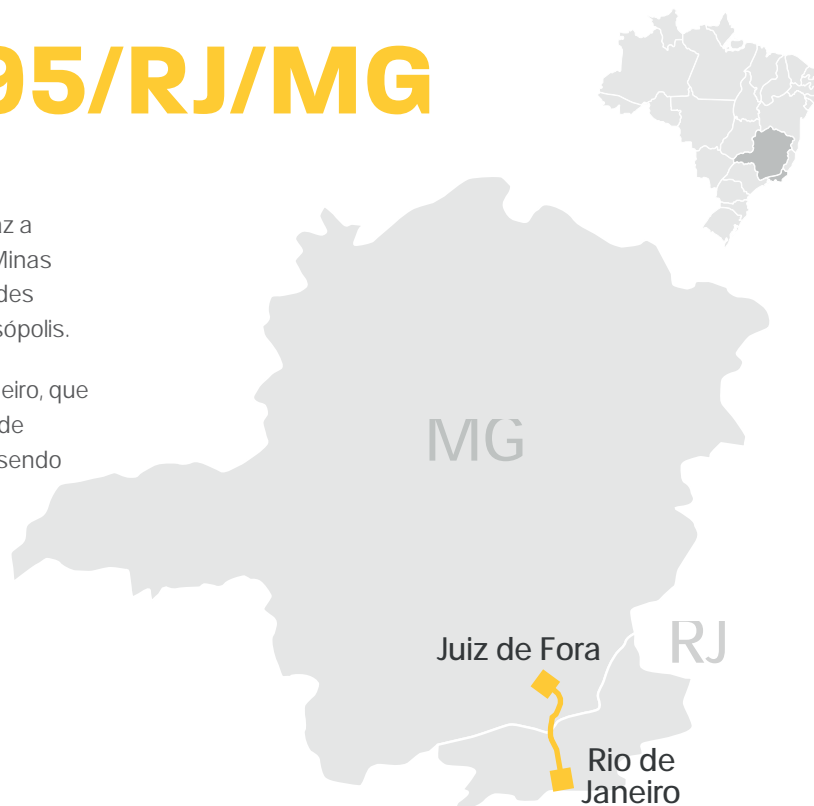 95/RJ/MG
az a
Minas
des
sópolis.
eiro, que
de
sendo
MG
RJ
Juiz de Fora
Rio de
Janeiro